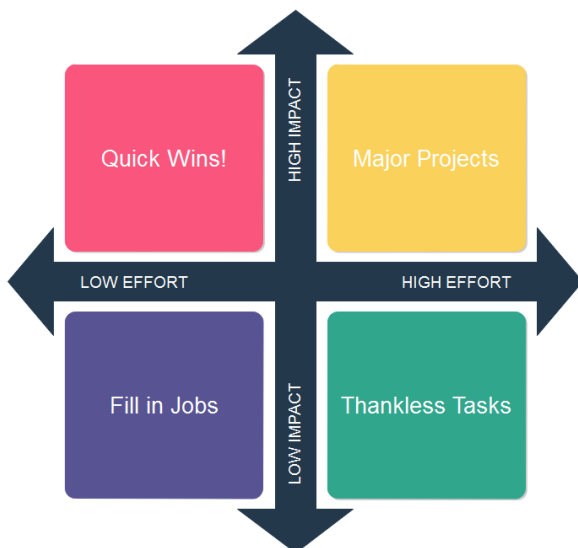 HIGH IMPACT
Quick Wins!
Major Projects
LOW EFFORT
HIGH EFFORT
Fill in Jobs
Thankless Tasks
LOW IMPACT